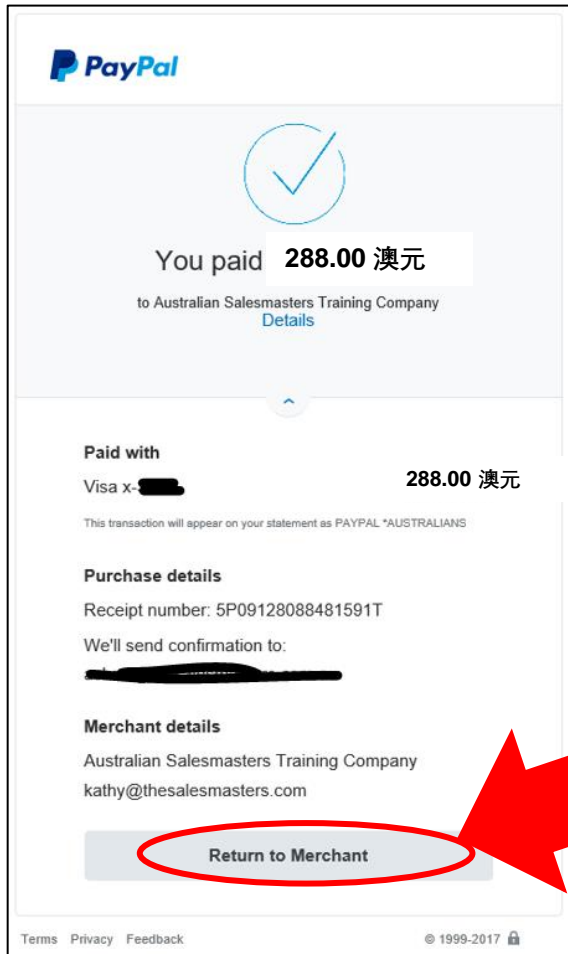 PayPal
You paid 288.00 澳元
to Australian Salesmasters Training Company
Details
Paid with
Visa x-
288.00 澳元
This transaction will appear on your statement as PAYPAL *AUSTRALIANS
Purchase details
Receipt number: 5P09128088481591T
We'll send confirmation to:
Merchant details
Australian Salesmasters Training Company
kathy@thesalesmasters.com
Return to Merchant
Terms Privacy Feedback
© 1999-2017